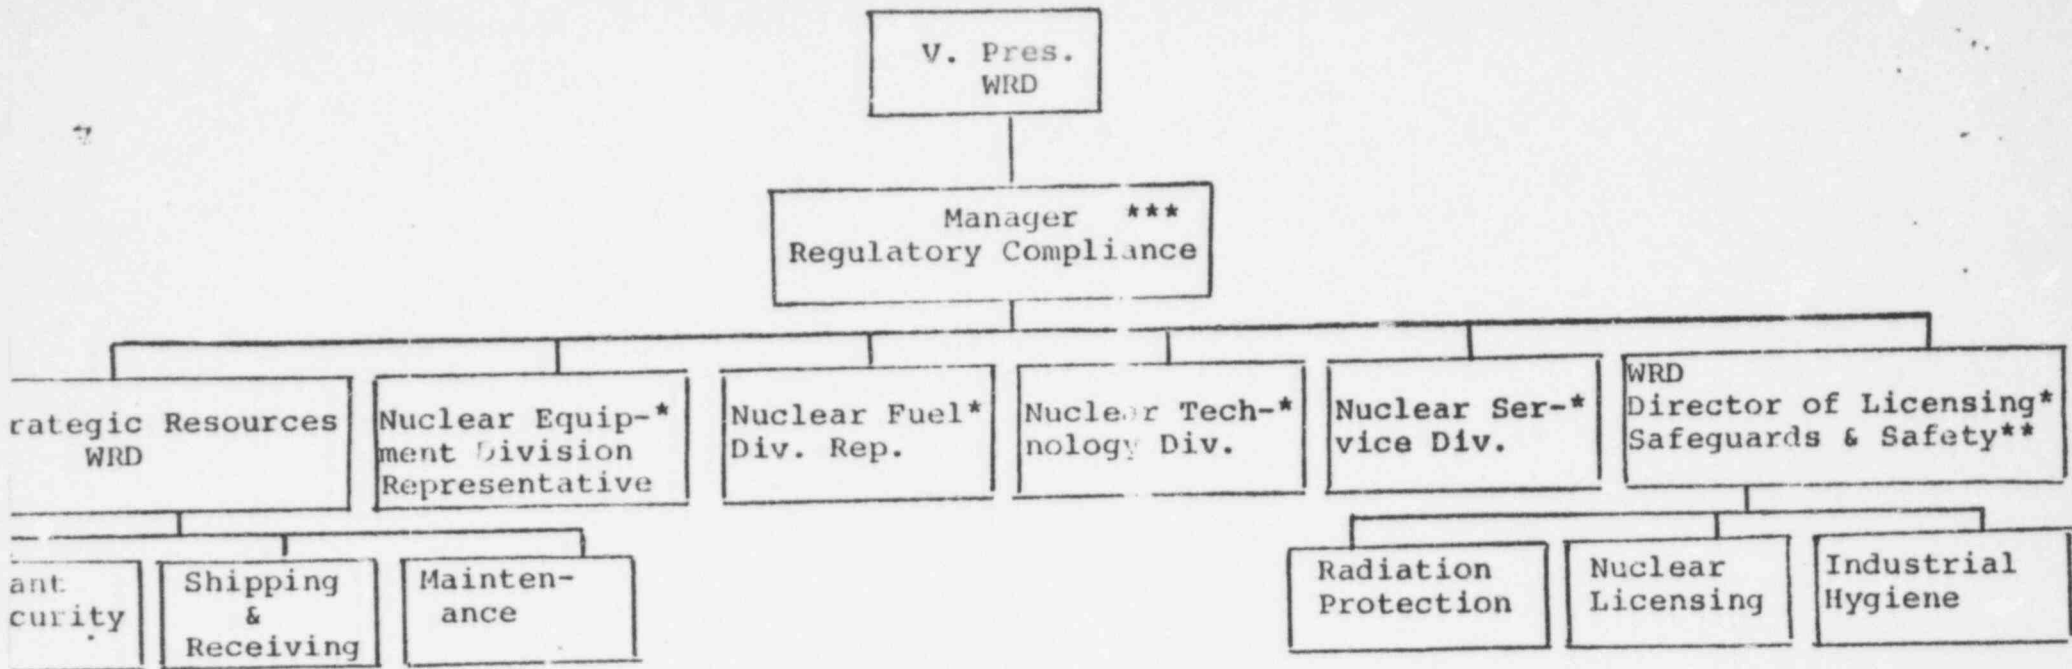 V. Pres.
WRD
Manager ***
Regulatory Compliance
rategic Resources
WRD
Nuclear Equip-*
ment Division
Representative
Nuclear Fuel*
Div. Rep.
Nuclear Tech-*
nology Div.
Nuclear Ser-*
vice Div.
WRD
Director of Licensing*
Safeguards & Safety**
ant
curity
Shipping
&
Receiving
Mainten-
ance
Radiation
Protection
Nuclear
Licensing
Industrial
Hygiene